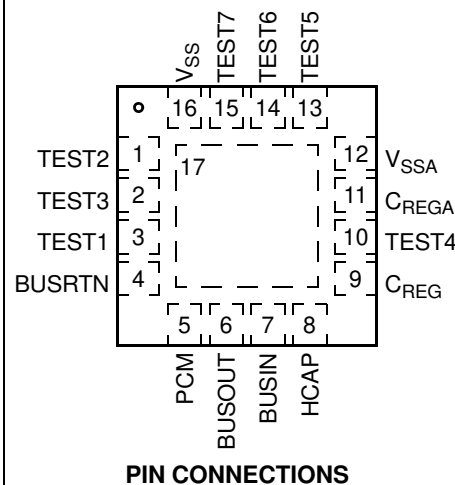 VSS
TEST7
TEST6
TEST5
16 15 14 13
TEST2 1 17 12 VSSA
TEST3 2 11 CREGA
TEST1 3 10 TEST4
BUSRTN 4 9 CREG
5 6 7 8
PCM
BUSOUT
BUSIN
HCAP
PIN CONNECTIONS